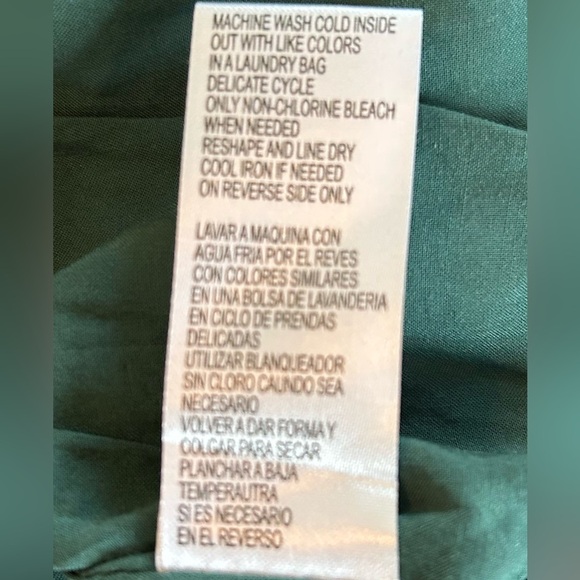 MACHINE WASH COLD INSIDE
OUT WITH LIKE COLORS
IN A LAUNDRY BAG
DELICATE CYCLE
ONLY NON-CHLORINE BLEACH
WHEN NEEDED
RESHAPE AND LINE DRY
COOL IRON IF NEEDED
ON REVERSE SIDE ONLY
LAVAR A MAQUINA CON
AGUA FRIA POR EL REVES
CON COLORES SIMILARES
EN UNA BOLSA DE LAVANDERIA
EN CICLO DE PRENDAS
DELICADAS
UTILIZAR BLANQUEADOR
SIN CLORO CAUNDO SEA
NECESARIO
VOLVER A DAR FORMA Y
COLGAR PARA SECAR
PLANCHAR A BAJA
TEMPERAUTRA
SI ES NECESARIO
EN EL REVERSO